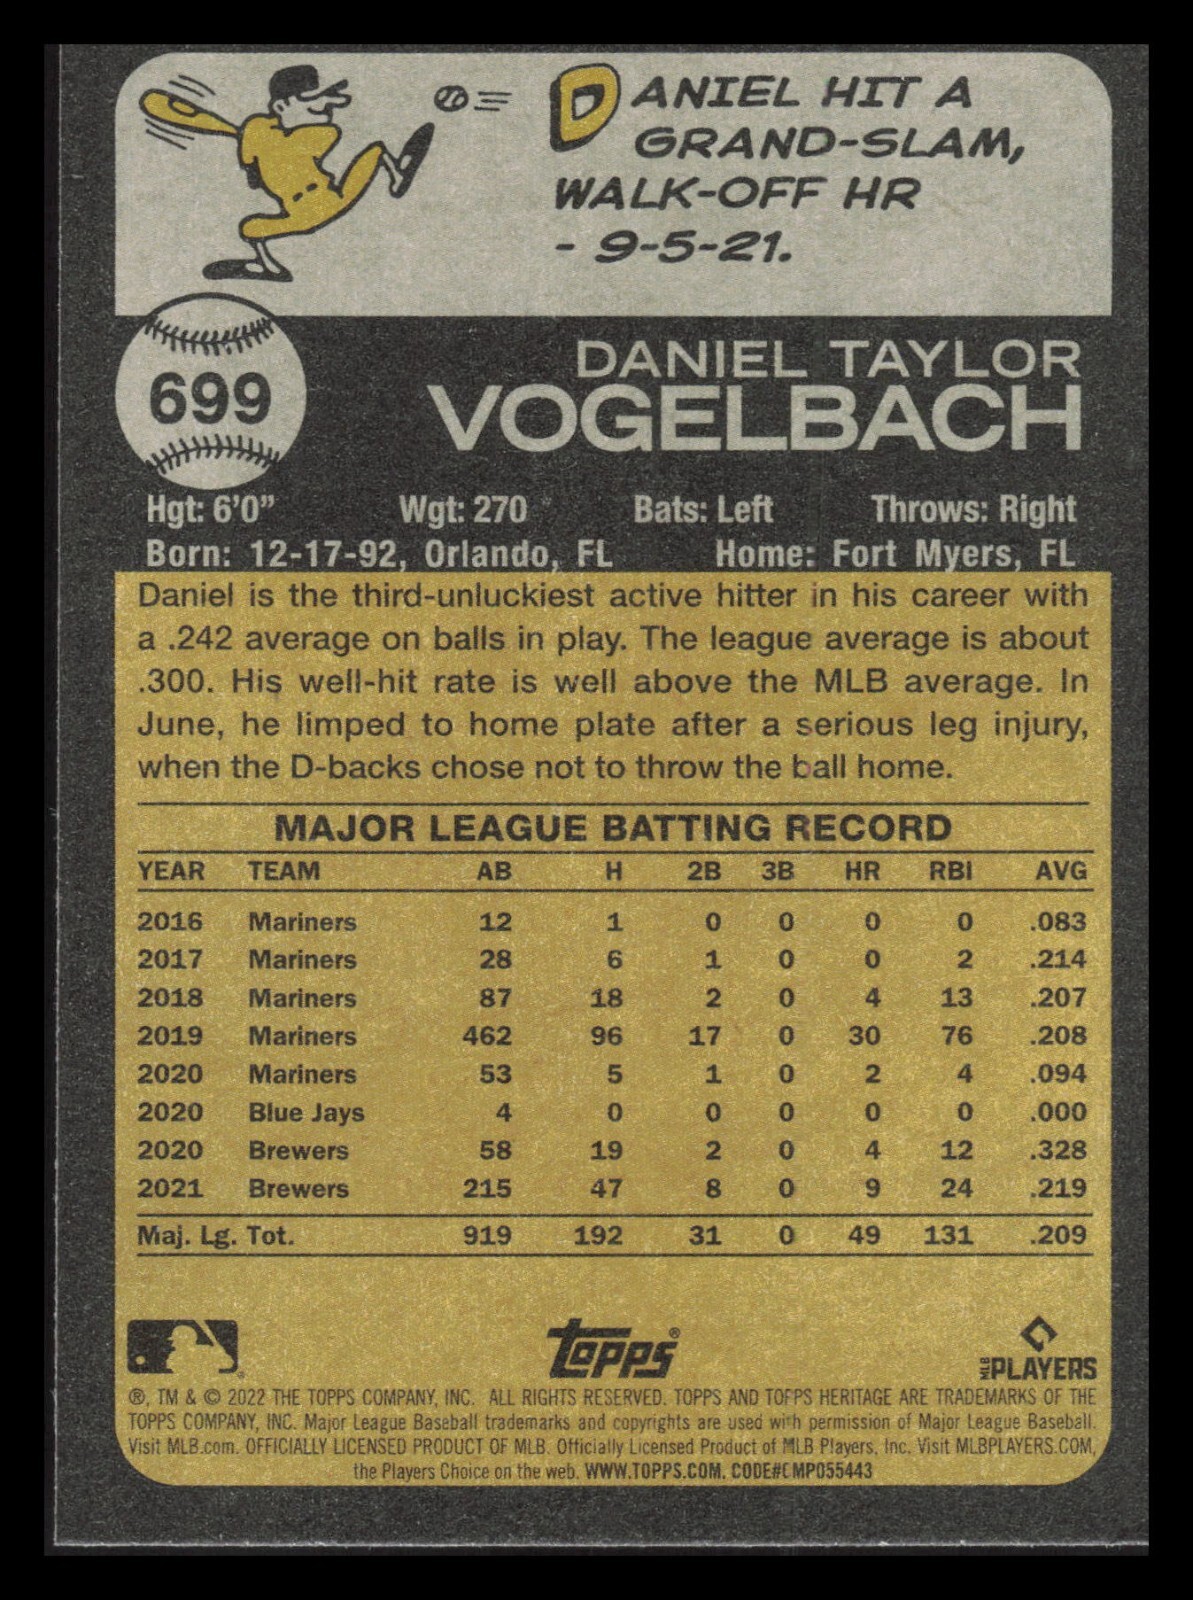 DANIEL HIT A
GRAND-SLAM,
WALK-OFF HR
- 9-5-21.
699
DANIEL TAYLOR
VOGELBACH
Hgt: 6'0" Wgt: 270 Bats: Left Throws: Right
Born: 12-17-92, Orlando, FL Home: Fort Myers, FL
Daniel is the third-unluckiest active hitter in his career with
a .242 average on balls in play. The league average is about
.300. His well-hit rate is well above the MLB average. In
June, he limped to home plate after a serious leg injury,
when the D-backs chose not to throw the ball home.
MAJOR LEAGUE BATTING RECORD
YEAR TEAM AB H 2B 3B HR RBI AVG
2016 Mariners 12 1 0 0 0 0 .083
2017 Mariners 28 6 1 0 0 2 .214
2018 Mariners 87 18 2 0 4 13 .207
2019 Mariners 462 96 17 0 30 76 .208
2020 Mariners 53 5 1 0 2 4 .094
2020 Blue Jays 4 0 0 0 0 0 .000
2020 Brewers 58 19 2 0 4 12 .328
2021 Brewers 215 47 8 0 9 24 .219
Maj. Lg. Tot. 919 192 31 0 49 131 .209
Topps® MLB PLAYERS
®, TM & © 2022 THE TOPPS COMPANY, INC. ALL RIGHTS RESERVED. TOPPS AND TOPPS HERITAGE ARE TRADEMARKS OF THE
TOPPS COMPANY, INC. Major League Baseball trademarks and copyrights are used with permission of Major League Baseball.
Visit MLB.com. OFFICIALLY LICENSED PRODUCT OF MLB. Officially Licensed Product of MLB Players, Inc. Visit MLBPLAYERS.COM,
the Players Choice on the web. WWW.TOPPS.COM. CODE#CMP055443